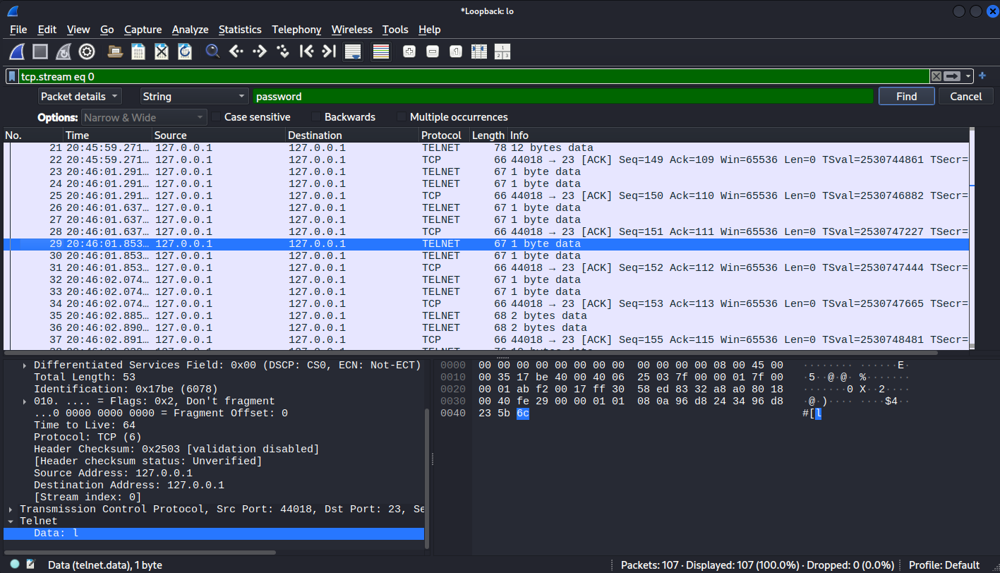 *Loopback: lo
File Edit View Go Capture Analyze Statistics Telephony Wireless Tools Help
tcp.stream eq 0
Packet details String password Find Cancel
Options: Narrow & Wide Case sensitive Backwards Multiple occurrences
No. Time Source Destination Protocol Length Info
21 20:45:59.271… 127.0.0.1 127.0.0.1 TELNET 78 12 bytes data
22 20:45:59.271… 127.0.0.1 127.0.0.1 TCP 66 44018 → 23 [ACK] Seq=149 Ack=109 Win=65536 Len=0 TSval=2530744861 TSecr=
23 20:46:01.291… 127.0.0.1 127.0.0.1 TELNET 67 1 byte data
24 20:46:01.291… 127.0.0.1 127.0.0.1 TELNET 67 1 byte data
25 20:46:01.291… 127.0.0.1 127.0.0.1 TCP 66 44018 → 23 [ACK] Seq=150 Ack=110 Win=65536 Len=0 TSval=2530746882 TSecr=
26 20:46:01.637… 127.0.0.1 127.0.0.1 TELNET 67 1 byte data
27 20:46:01.637… 127.0.0.1 127.0.0.1 TELNET 67 1 byte data
28 20:46:01.637… 127.0.0.1 127.0.0.1 TCP 66 44018 → 23 [ACK] Seq=151 Ack=111 Win=65536 Len=0 TSval=2530747227 TSecr=
29 20:46:01.853… 127.0.0.1 127.0.0.1 TELNET 67 1 byte data
30 20:46:01.853… 127.0.0.1 127.0.0.1 TELNET 67 1 byte data
31 20:46:01.853… 127.0.0.1 127.0.0.1 TCP 66 44018 → 23 [ACK] Seq=152 Ack=112 Win=65536 Len=0 TSval=2530747444 TSecr=
32 20:46:02.074… 127.0.0.1 127.0.0.1 TELNET 67 1 byte data
33 20:46:02.074… 127.0.0.1 127.0.0.1 TELNET 67 1 byte data
34 20:46:02.074… 127.0.0.1 127.0.0.1 TCP 66 44018 → 23 [ACK] Seq=153 Ack=113 Win=65536 Len=0 TSval=2530747665 TSecr=
35 20:46:02.885… 127.0.0.1 127.0.0.1 TELNET 68 2 bytes data
36 20:46:02.890… 127.0.0.1 127.0.0.1 TELNET 68 2 bytes data
37 20:46:02.891… 127.0.0.1 127.0.0.1 TCP 66 44018 → 23 [ACK] Seq=155 Ack=115 Win=65536 Len=0 TSval=2530748481 TSecr=
Differentiated Services Field: 0x00 (DSCP: CS0, ECN: Not-ECT)
Total Length: 53
Identification: 0x17be (6078)
010. .... = Flags: 0x2, Don't fragment
...0 0000 0000 0000 = Fragment Offset: 0
Time to Live: 64
Protocol: TCP (6)
Header Checksum: 0x2503 [validation disabled]
[Header checksum status: Unverified]
Source Address: 127.0.0.1
Destination Address: 127.0.0.1
[Stream index: 0]
Transmission Control Protocol, Src Port: 44018, Dst Port: 23, Se
Telnet
Data: l
0000 00 00 00 00 00 00 00 00 00 00 00 00 08 00 45 00 ········ ······E·
0010 00 35 17 be 40 00 40 06 25 03 7f 00 00 01 7f 00 ·5··@·@· %·······
0020 00 01 ab f2 00 17 ff 30 58 ed 83 32 a8 a0 80 18 ·······0 X··2····
0030 00 40 fe 29 00 00 01 01 08 0a 96 d8 24 34 96 d8 ·@·)···· ····$4··
0040 23 5b 6c #[l
Data (telnet.data), 1 byte Packets: 107 · Displayed: 107 (100.0%) · Dropped: 0 (0.0%) Profile: Default